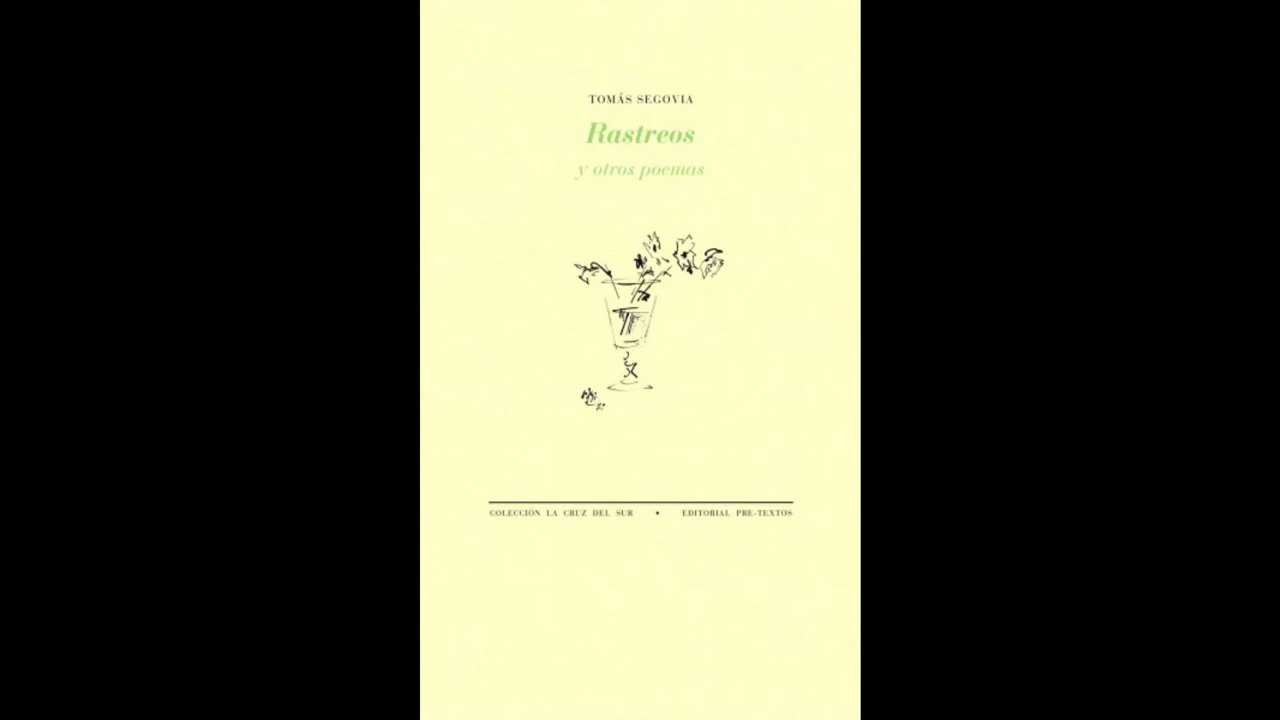 TOMÁS SEGOVIA
Rastreos
y otros poemas
COLECCIÓN LA CRUZ DEL SUR • EDITORIAL PRE-TEXTOS